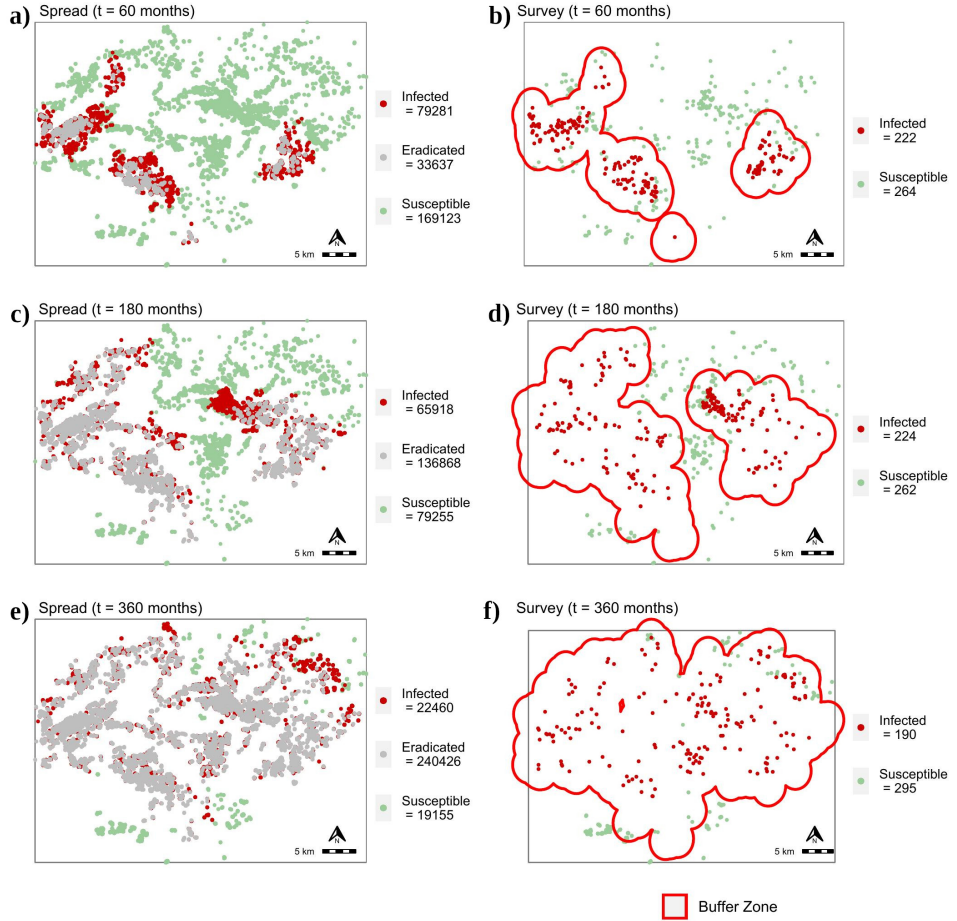 a) Spread (t = 60 months)
Infected
= 79281
Eradicated
= 33637
Susceptible
= 169123
N
5 km
b) Survey (t = 60 months)
Infected
= 222
Susceptible
= 264
N
5 km
c) Spread (t = 180 months)
Infected
= 65918
Eradicated
= 136868
Susceptible
= 79255
N
5 km
d) Survey (t = 180 months)
Infected
= 224
Susceptible
= 262
N
5 km
e) Spread (t = 360 months)
Infected
= 22460
Eradicated
= 240426
Susceptible
= 19155
N
5 km
f) Survey (t = 360 months)
Infected
= 190
Susceptible
= 295
N
5 km
Buffer Zone